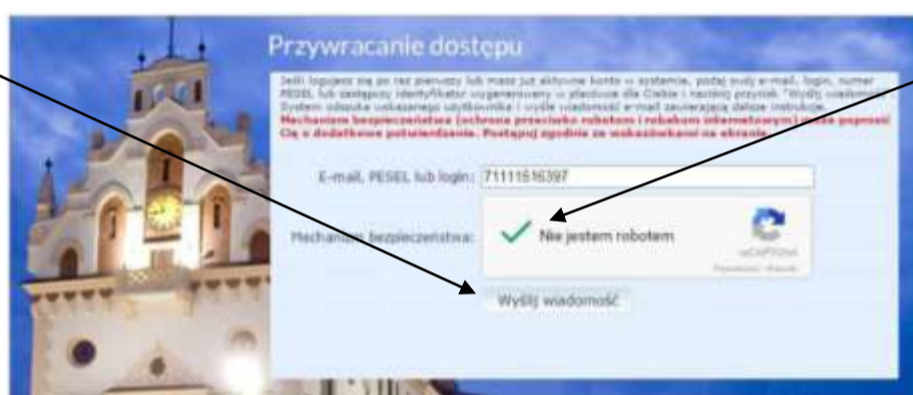 Przywracanie dostępu
Jeśli logujesz się po raz pierwszy lub masz już aktywne konto w systemie, podaj swój e-mail, login, numer
PESEL lub zastępczy identyfikator wygenerowany w placówce dla Ciebie i naciśnij przycisk "Wyślij wiadomość
System odszuka wskazanego użytkownika i wyśle wiadomość e-mail zawierającą dalsze instrukcje.
Mechanizm bezpieczeństwa (ochrona przeciwko robotom i robakom internetowym) może poprosić
Cię o dodatkowe potwierdzenie. Postępuj zgodnie ze wskazówkami na ekranie.
E-mail, PESEL lub login: 71111516397
Mechanizm bezpieczeństwa:
Nie jestem robotem
reCAPTCHA
Wyślij wiadomość